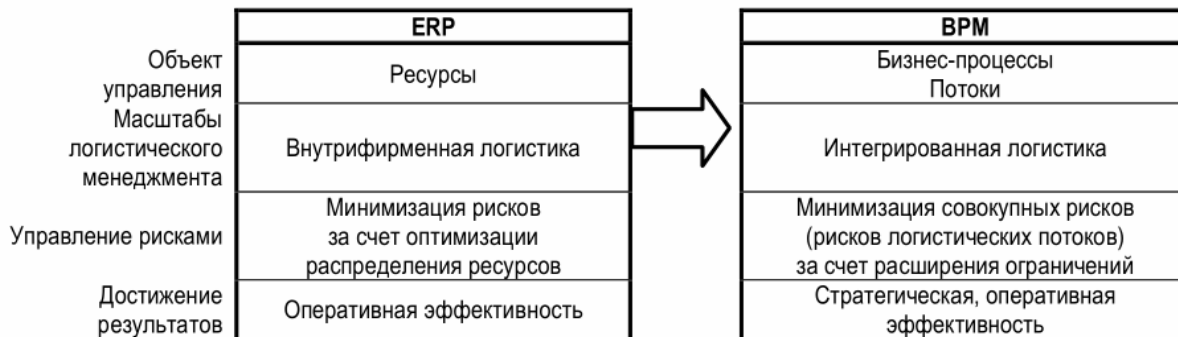 ERP
BPM
Объект
управления
Ресурсы
Бизнес-процессы
Потоки
Масштабы
логистического
менеджмента
Внутрифирменная логистика
Интегрированная логистика
Управление рисками
Минимизация рисков
за счет оптимизации
распределения ресурсов
Минимизация совокупных рисков
(рисков логистических потоков)
за счет расширения ограничений
Достижение
результатов
Оперативная эффективность
Стратегическая, оперативная
эффективность